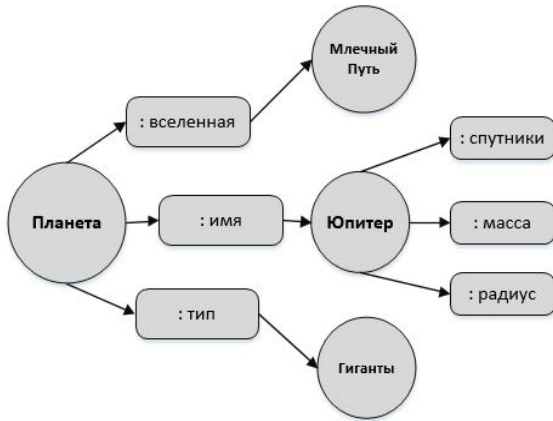 Млечный
Путь
: вселенная
: спутники
Планета
: имя
Юпитер
: масса
: тип
: радиус
Гиганты